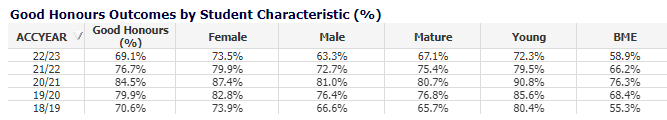 Good Honours Outcomes by Student Characteristic (%)
ACCYEAR Good Honours (%) Female Male Mature Young BME
22/23 69.1% 73.5% 63.3% 67.1% 72.3% 58.9%
21/22 76.7% 79.9% 72.7% 75.4% 79.5% 66.2%
20/21 84.5% 87.4% 81.0% 80.7% 90.8% 76.3%
19/20 79.9% 82.8% 76.4% 76.8% 85.6% 68.4%
18/19 70.6% 73.9% 66.6% 65.7% 80.4% 55.3%